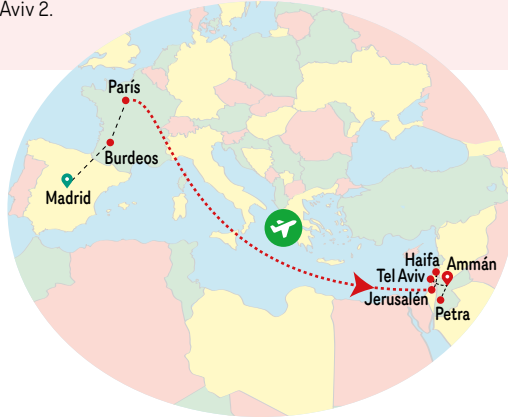 Aviv 2.
París
Burdeos
Madrid
Haifa
Ammán
Tel Aviv
Jerusalén
Petra